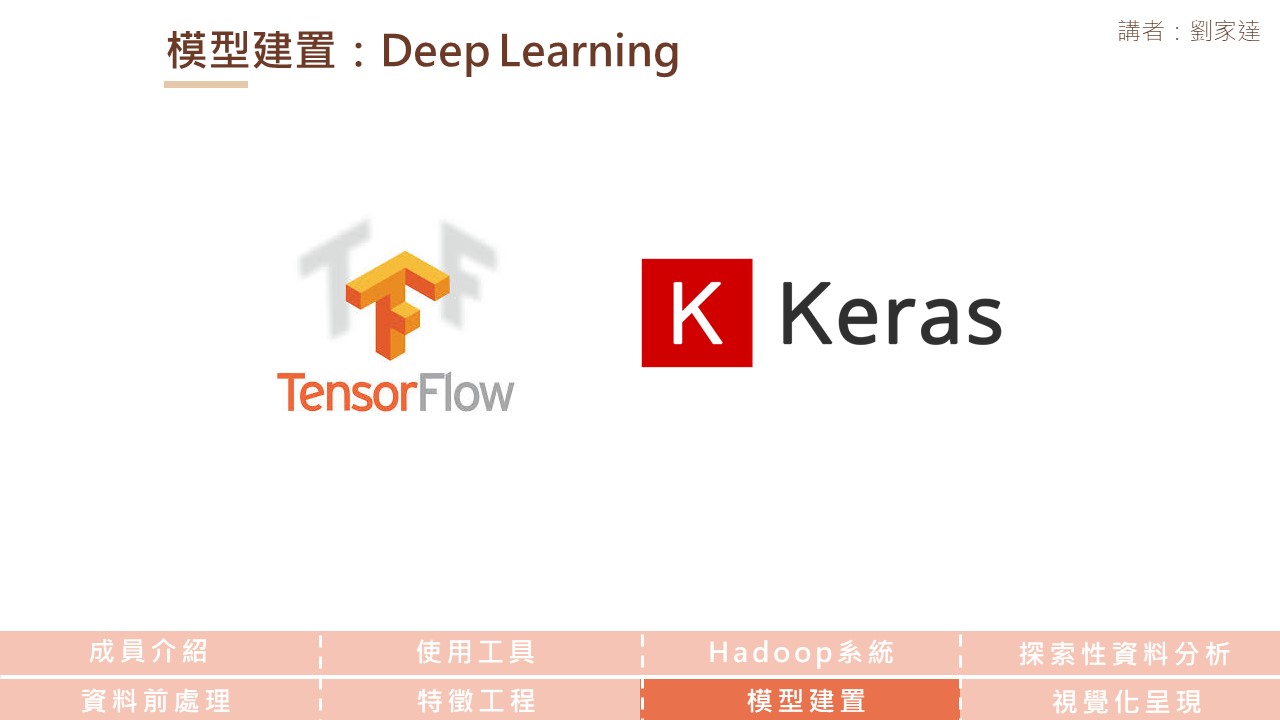 模型建置：Deep Learning
講者：劉家達
TF
TensorFlow
K Keras
成員介紹
使用工具
Hadoop系統
探索性資料分析
資料前處理
特徵工程
模型建置
視覺化呈現